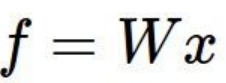 f = Wx